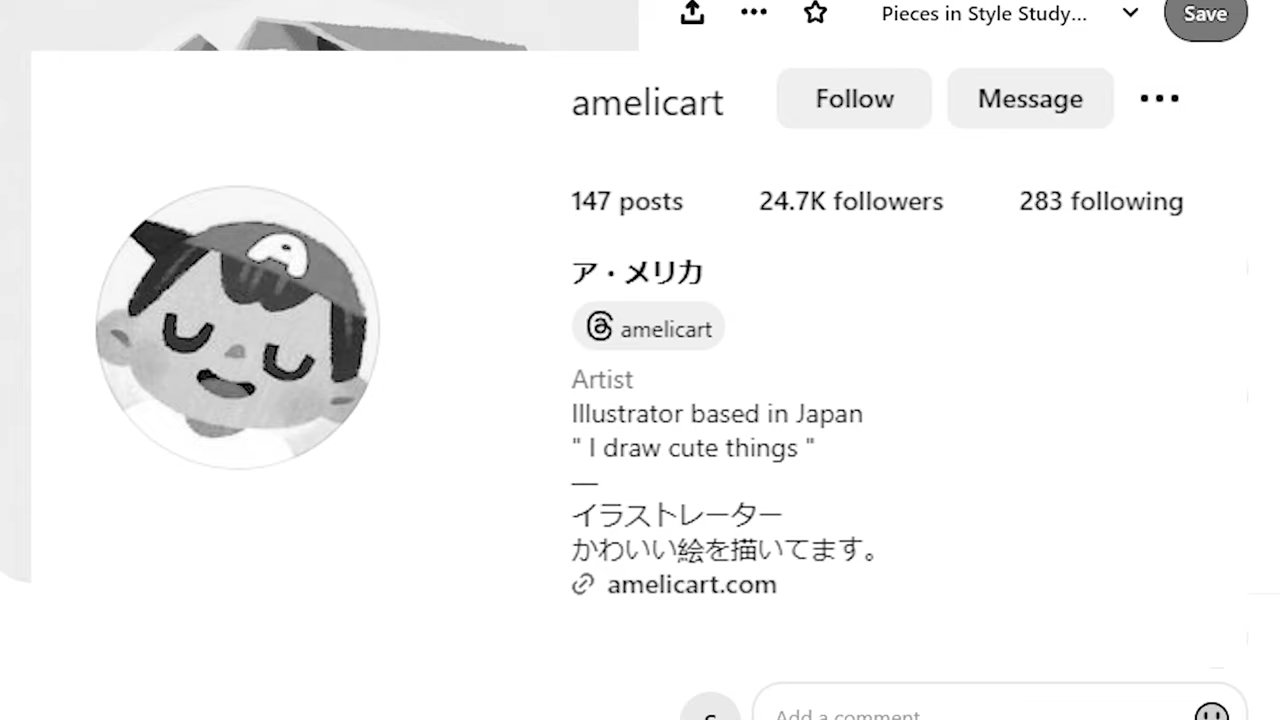 Pieces in Style Study...
Save
amelicart
Follow
Message
147 posts
24.7K followers
283 following
ア・メリカ
amelicart
Artist
Illustrator based in Japan
" I draw cute things "
—
イラストレーター
かわいい絵を描いてます。
amelicart.com
Add a comment
A